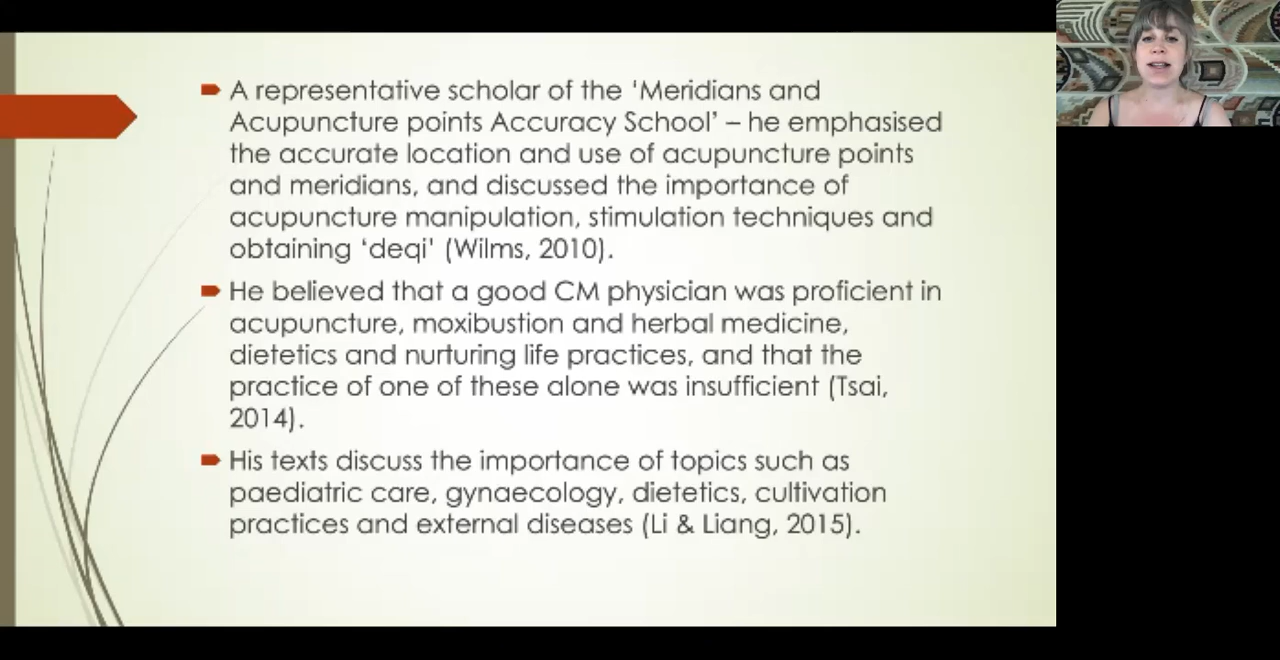 A representative scholar of the ‘Meridians and
Acupuncture points Accuracy School’ – he emphasised
the accurate location and use of acupuncture points
and meridians, and discussed the importance of
acupuncture manipulation, stimulation techniques and
obtaining ‘deqi’ (Wilms, 2010).
He believed that a good CM physician was proficient in
acupuncture, moxibustion and herbal medicine,
dietetics and nurturing life practices, and that the
practice of one of these alone was insufficient (Tsai,
2014).
His texts discuss the importance of topics such as
paediatric care, gynaecology, dietetics, cultivation
practices and external diseases (Li & Liang, 2015).